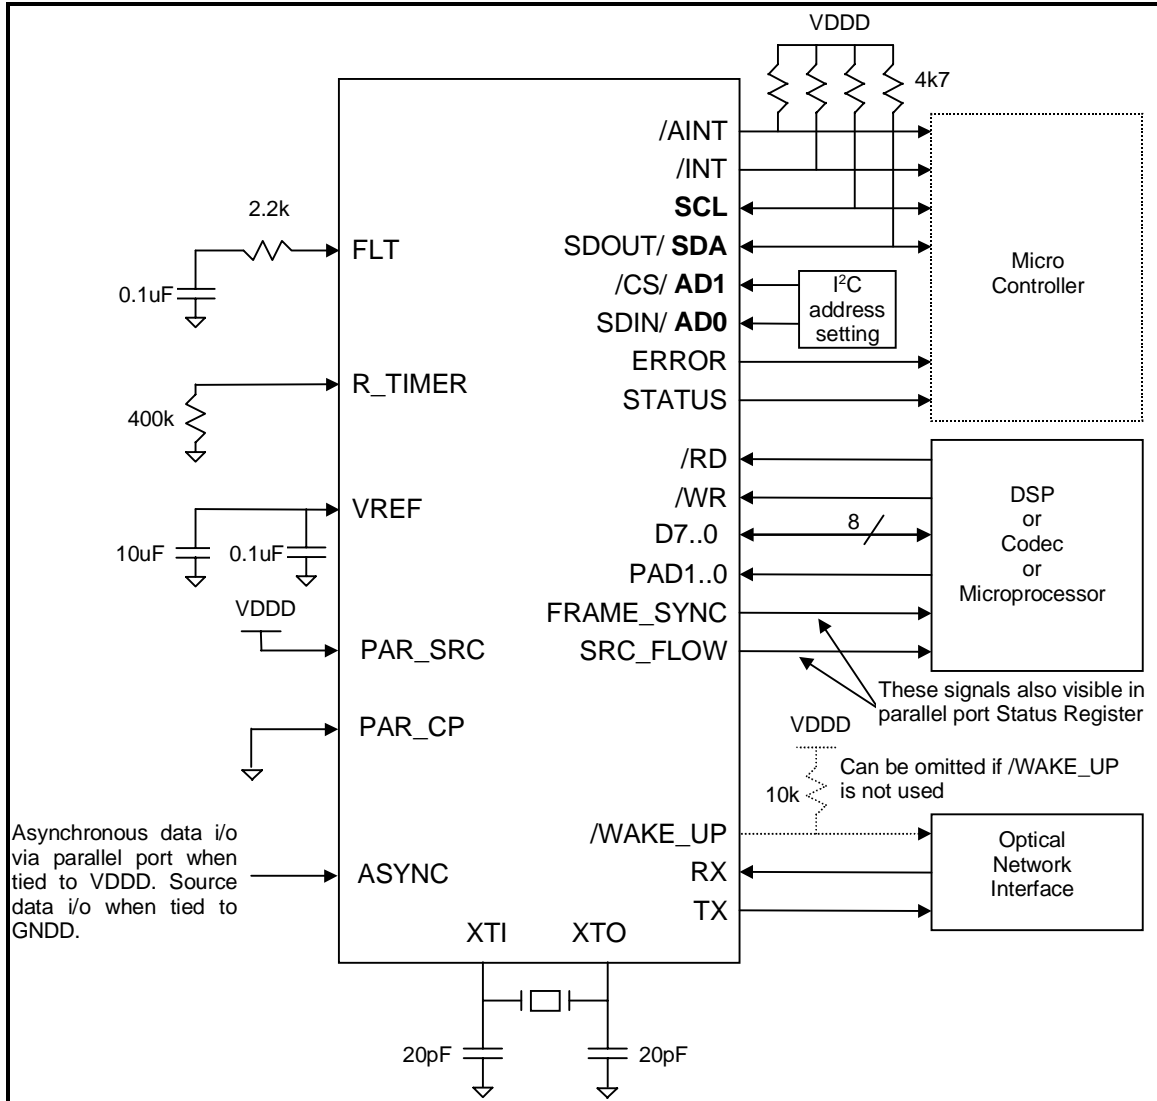 VDDD
4k7
/AINT
/INT
SCL
SDOUT/ SDA
/CS/ AD1
SDIN/ AD0
ERROR
STATUS
I²C
address
setting
Micro
Controller
2.2k
FLT
0.1uF
R_TIMER
400k
VREF
10uF
0.1uF
VDDD
PAR_SRC
PAR_CP
/RD
/WR
D7..0
8
PAD1..0
FRAME_SYNC
SRC_FLOW
DSP
or
Codec
or
Microprocessor
These signals also visible in
parallel port Status Register
VDDD
10k
Can be omitted if /WAKE_UP
is not used
Asynchronous data i/o
via parallel port when
tied to VDDD. Source
data i/o when tied to
GNDD.
ASYNC
/WAKE_UP
RX
TX
Optical
Network
Interface
XTI
XTO
20pF
20pF